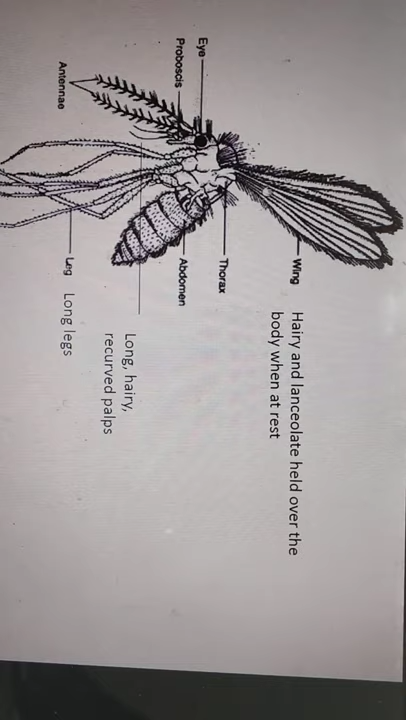 Wing
Hairy and lanceolate held over the
body when at rest
Thorax
Eye
Proboscis
Abdomen
Long, hairy,
recurved palps
Antennae
Leg
Long legs